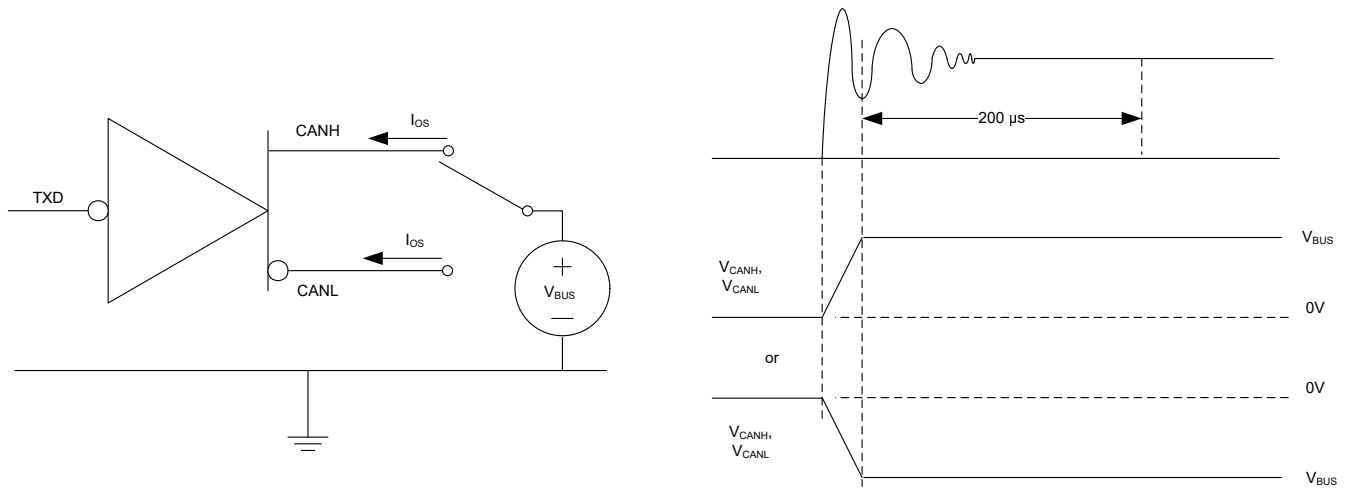 TXD
CANH
I_OS
I_OS
CANL
+
V_BUS
—
200 µs
V_BUS
V_CANH,
V_CANL
0V
or
0V
V_CANH,
V_CANL
V_BUS